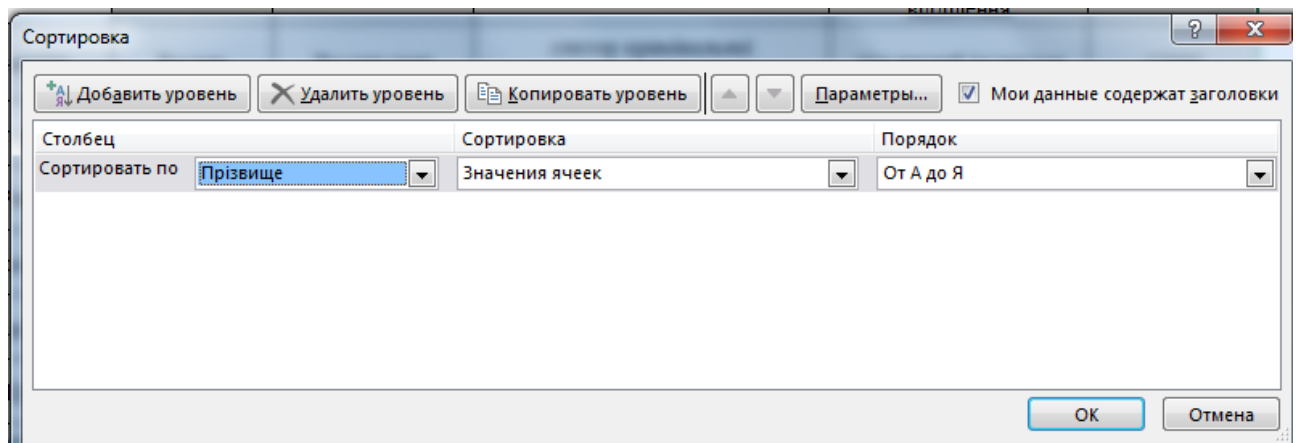 Сортировка
Добавить уровень Удалить уровень Копировать уровень Параметры... Мои данные содержат заголовки
Столбец Сортировка Порядок
Сортировать по Прізвище Значения ячеек От А до Я
ОК Отмена